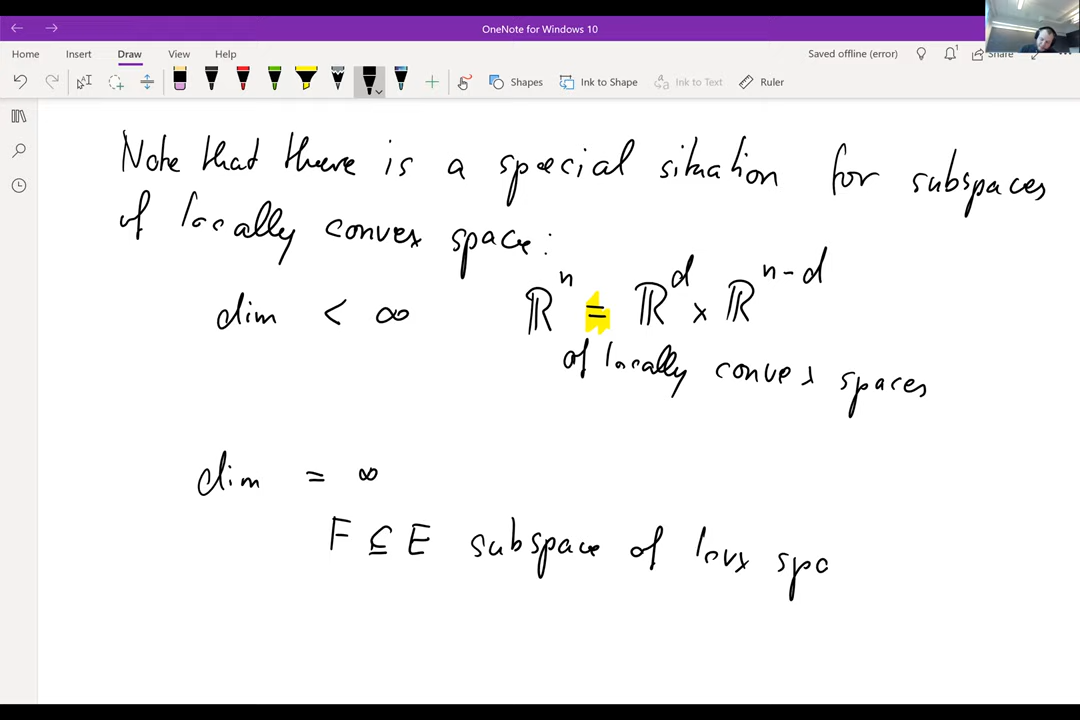 OneNote for Windows 10
Home Insert Draw View Help Saved offline (error) Share
Shapes Ink to Shape Ink to Text Ruler
Note that there is a special situation for subspaces
of locally convex space:
dim < ∞ ℝⁿ = ℝᵈ × ℝⁿ⁻ᵈ
of locally convex spaces
dim = ∞
F ⊆ E subspace of lcvx spa